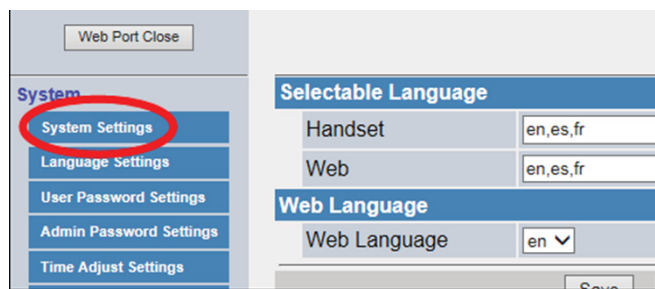 Web Port Close
System
System Settings
Language Settings
User Password Settings
Admin Password Settings
Time Adjust Settings
Selectable Language
Handset en,es,fr
Web en,es,fr
Web Language
Web Language en
Save